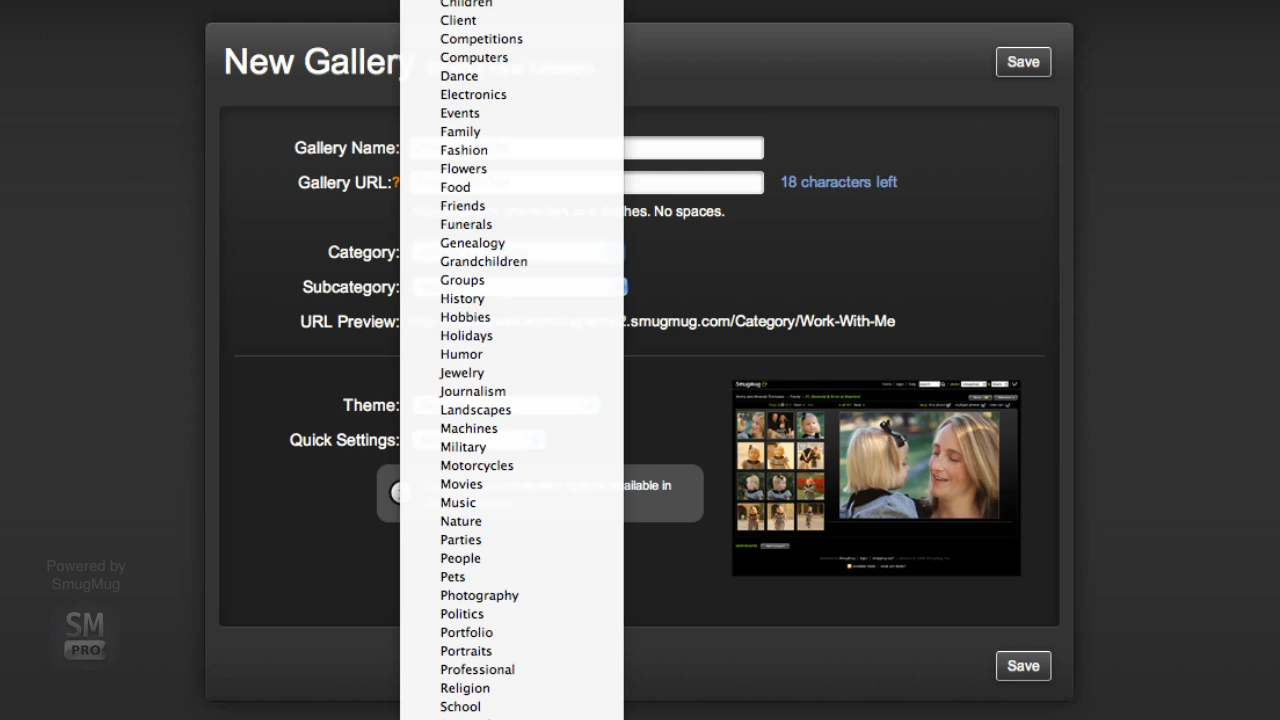 New Gallery
Save
Gallery Name:
Gallery URL:?
18 characters left
hes. No spaces.
Category:
Subcategory:
URL Preview:
2.smugmug.com/Category/Work-With-Me
Theme:
Quick Settings:
available in
Children
Client
Competitions
Computers
Dance
Electronics
Events
Family
Fashion
Flowers
Food
Friends
Funerals
Genealogy
Grandchildren
Groups
History
Hobbies
Holidays
Humor
Jewelry
Journalism
Landscapes
Machines
Military
Motorcycles
Movies
Music
Nature
Parties
People
Pets
Photography
Politics
Portfolio
Portraits
Professional
Religion
School
SmugMug
Powered by
SmugMug
SM
PRO
Save